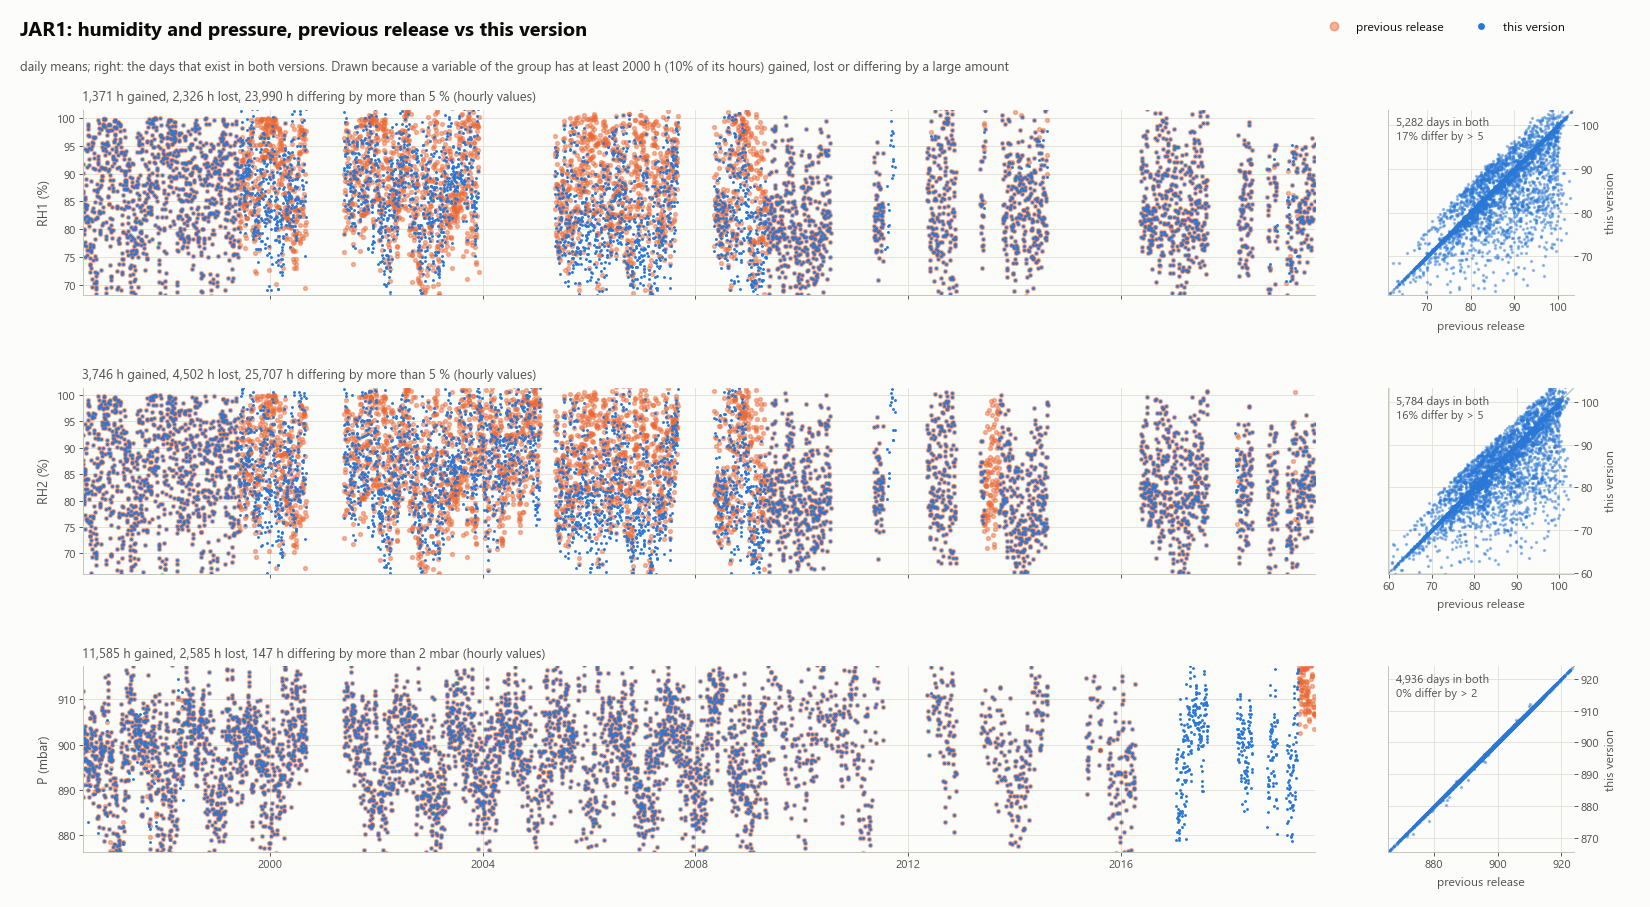 JAR1: humidity and pressure, previous release vs this version
previous release
this version
daily means; right: the days that exist in both versions. Drawn because a variable of the group has at least 2000 h (10% of its hours) gained, lost or differing by a large amount
1,371 h gained, 2,326 h lost, 23,990 h differing by more than 5 % (hourly values)
100
95
90
85
80
75
70
RH1 (%)
5,282 days in both
17% differ by > 5
100
90
80
70
this version
70 80 90 100
previous release
3,746 h gained, 4,502 h lost, 25,707 h differing by more than 5 % (hourly values)
100
95
90
85
80
75
70
RH2 (%)
5,784 days in both
16% differ by > 5
100
90
80
70
60
this version
60 70 80 90 100
previous release
11,585 h gained, 2,585 h lost, 147 h differing by more than 2 mbar (hourly values)
910
900
890
880
P (mbar)
2000 2004 2008 2012 2016
4,936 days in both
0% differ by > 2
920
910
900
890
880
870
this version
880 900 920
previous release